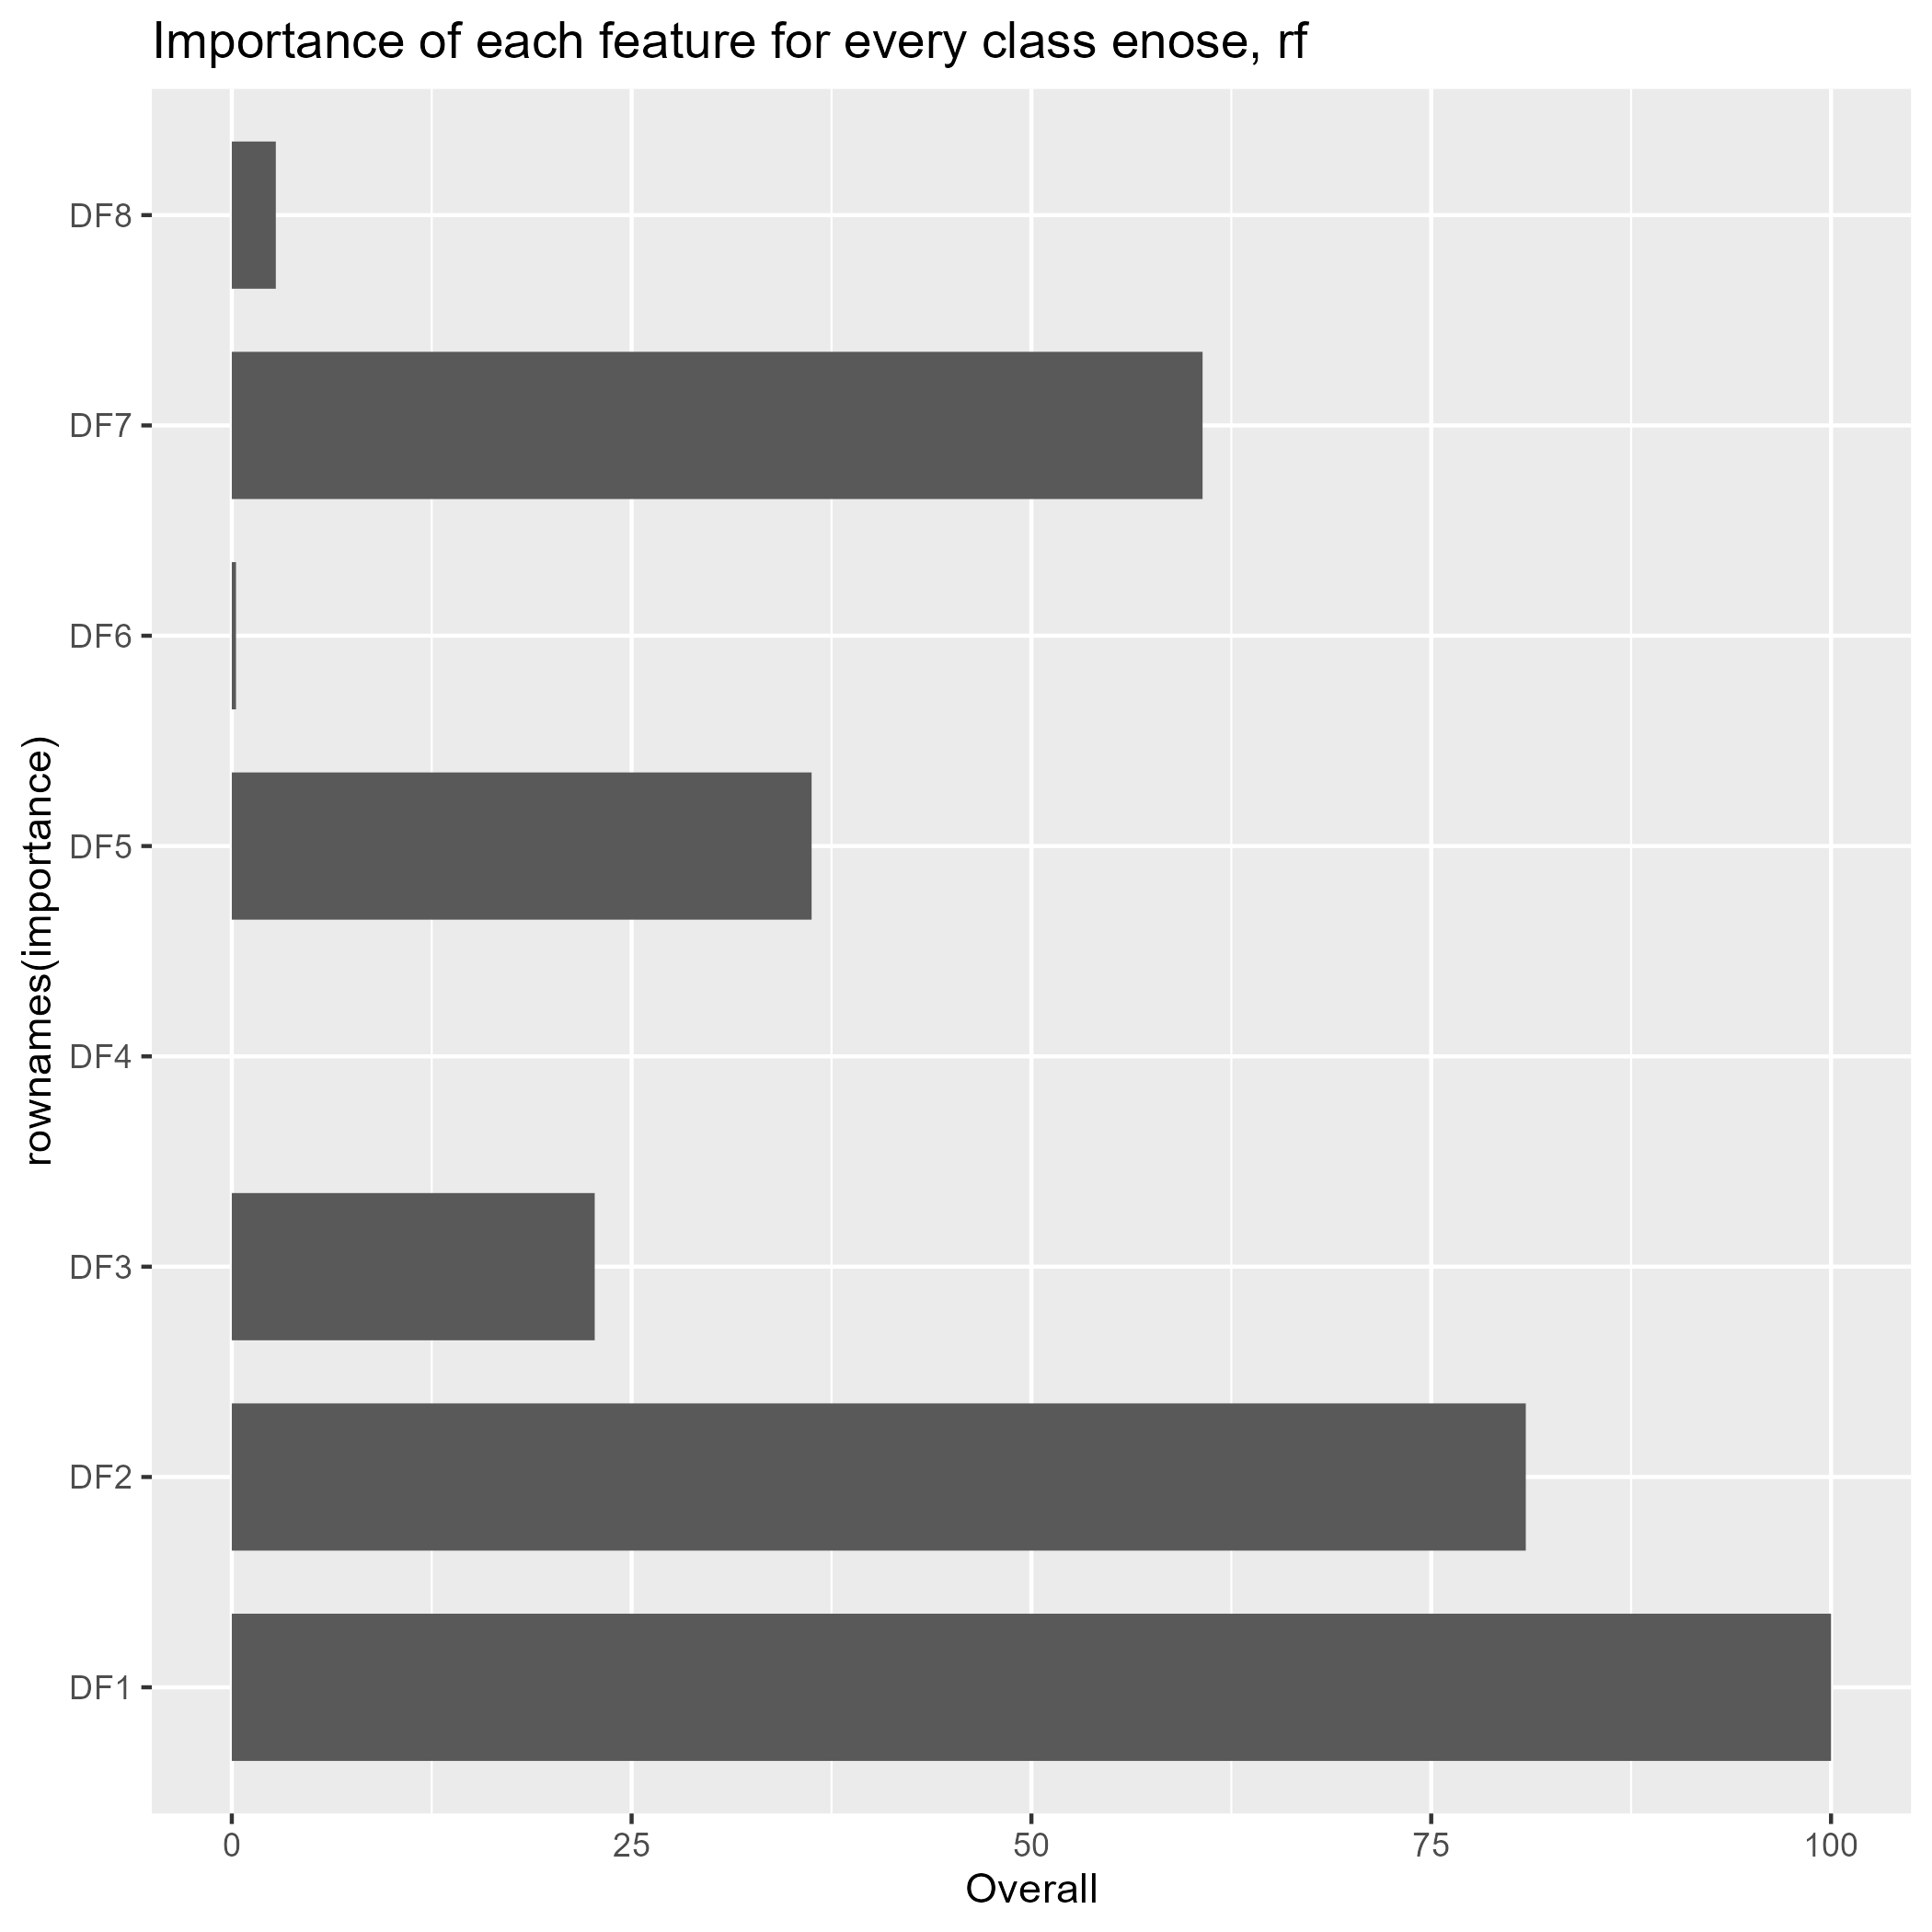 Importance of each feature for every class enose, rf
rownames(importance)
DF8
DF7
DF6
DF5
DF4
DF3
DF2
DF1
0 25 50 75 100
Overall